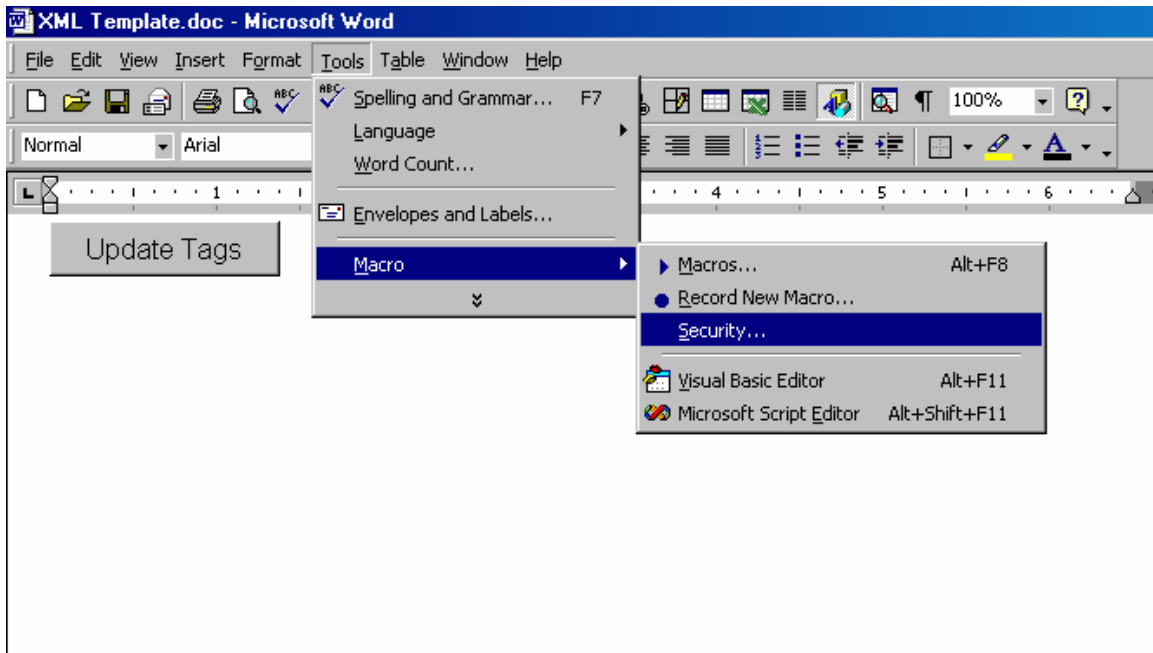 XML Template.doc - Microsoft Word
File Edit View Insert Format Tools Table Window Help
100%
Normal Arial
1 4 5 6
ABC Spelling and Grammar... F7
Language
Word Count...
Envelopes and Labels...
Macro
Update Tags
Macros... Alt+F8
Record New Macro...
Security...
Visual Basic Editor Alt+F11
Microsoft Script Editor Alt+Shift+F11